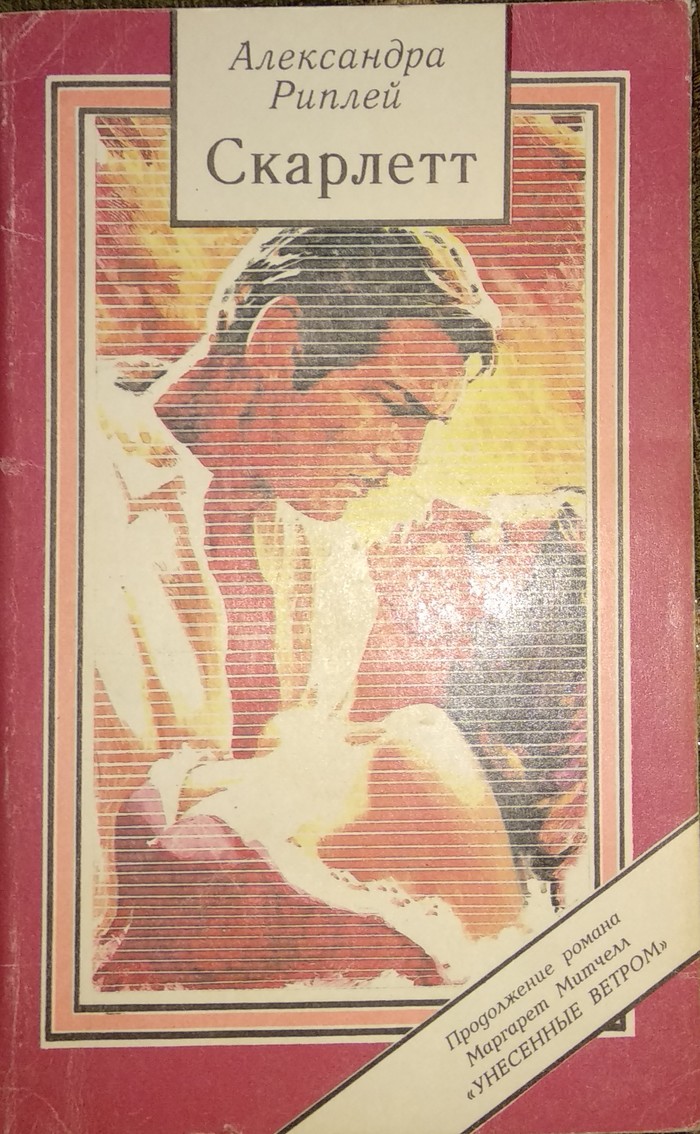 Александра
Риплей
Скарлетт
Продолжение романа
Маргарет Митчелл
«УНЕСЕННЫЕ ВЕТРОМ»